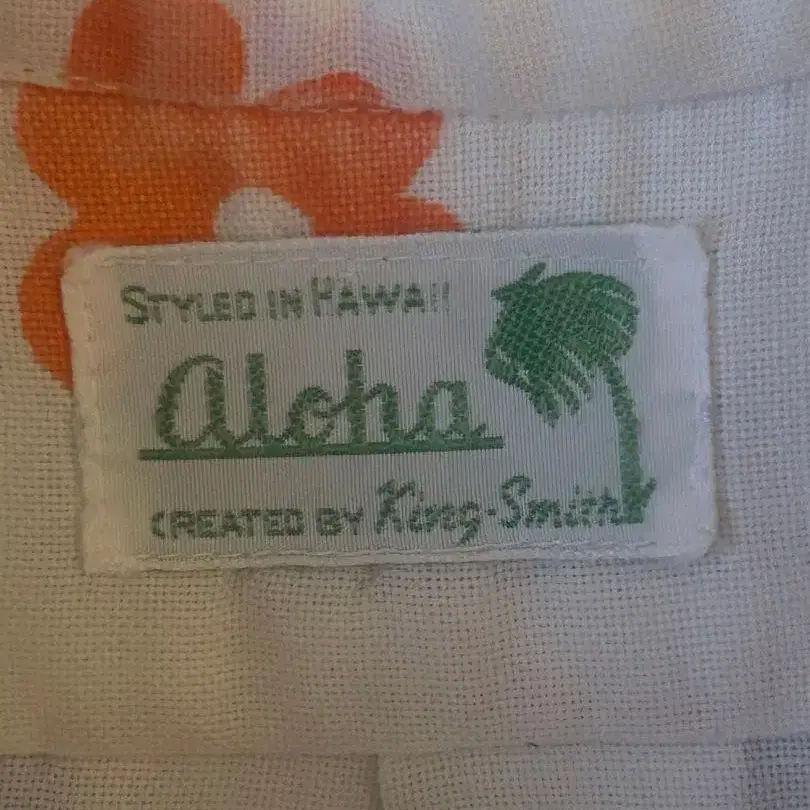 STYLED IN HAWAII
Aloha
CREATED BY King-Smith